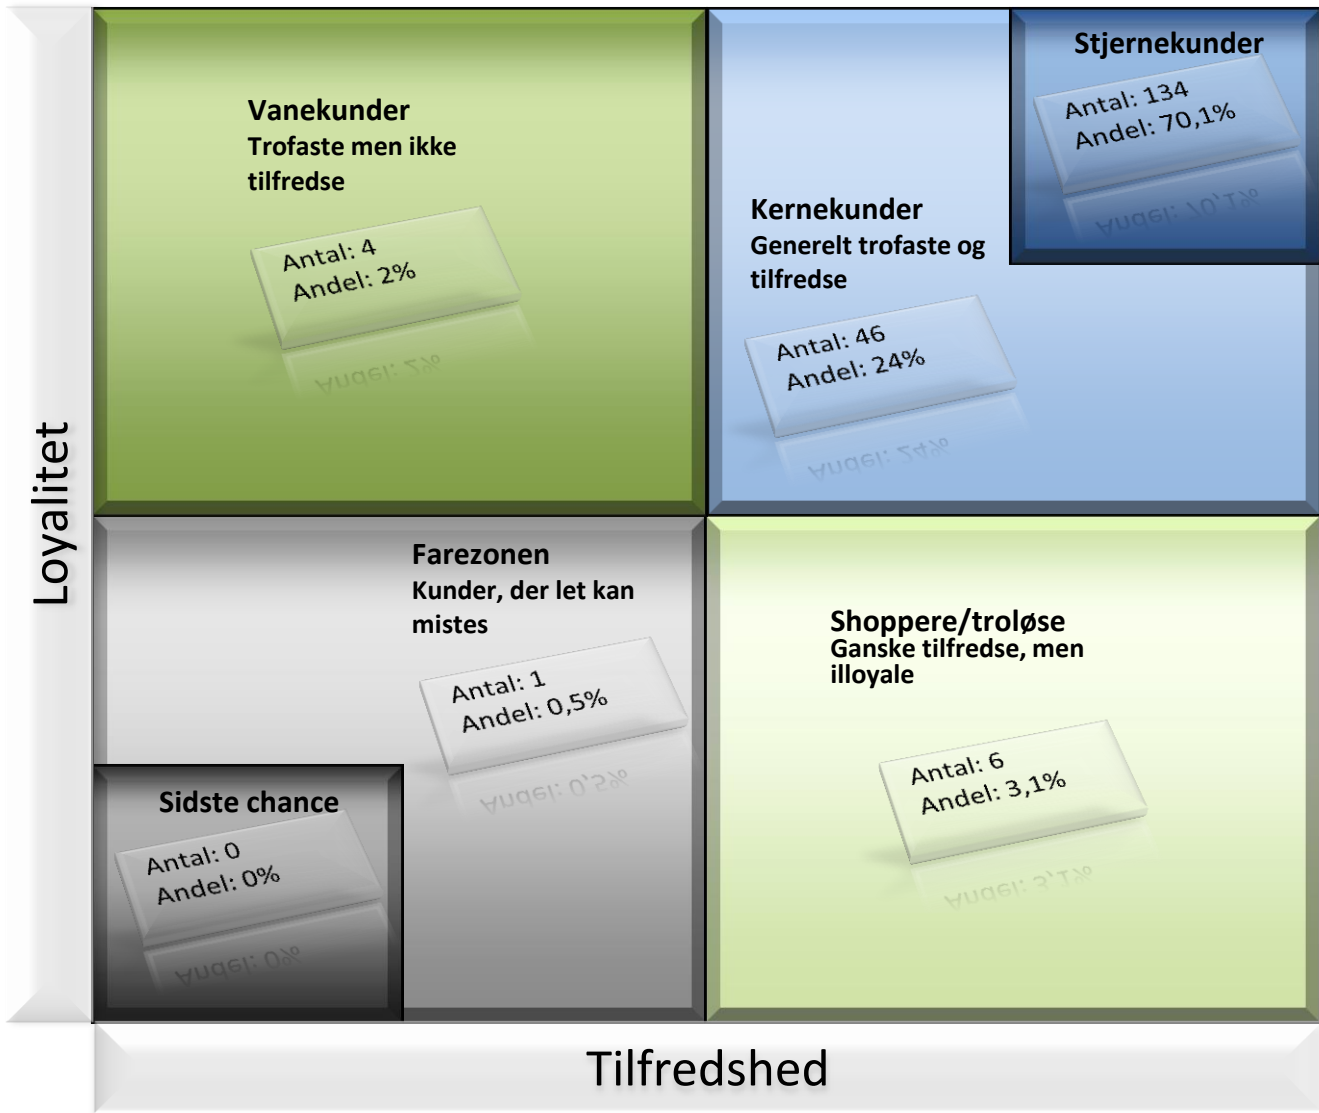 Stjernekunder
Antal: 134
Andel: 70,1%
Vanekunder
Trofaste men ikke
tilfredse
Antal: 4
Andel: 2%
Kernekunder
Generelt trofaste og
tilfredse
Antal: 46
Andel: 24%
Loyalitet
Farezonen
Kunder, der let kan
mistes
Antal: 1
Andel: 0,5%
Shoppere/troløse
Ganske tilfredse, men
illoyale
Antal: 6
Andel: 3,1%
Sidste chance
Antal: 0
Andel: 0%
Tilfredshed